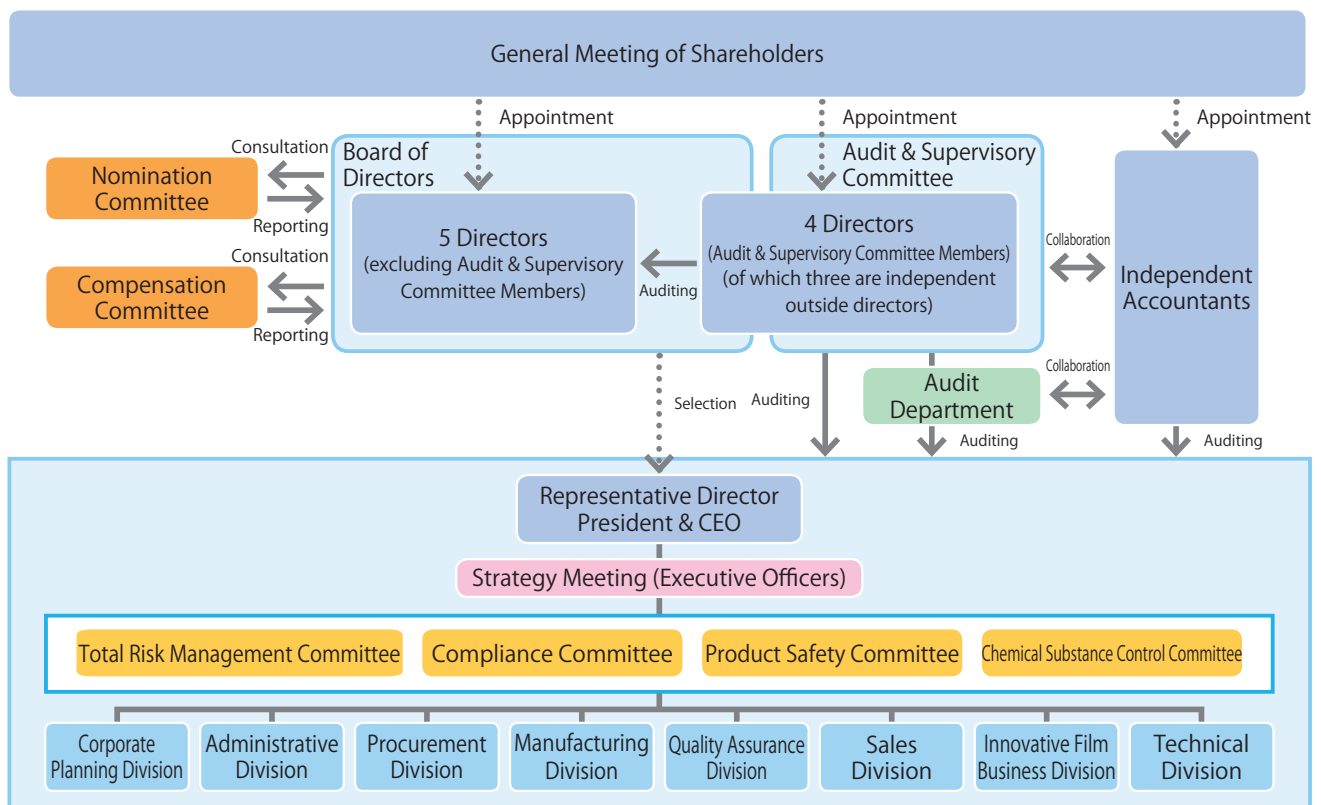 General Meeting of Shareholders
Appointment
Appointment
Appointment
Consultation
Nomination
Committee
Reporting
Consultation
Compensation
Committee
Reporting
Board of
Directors
5 Directors
(excluding Audit & Supervisory
Committee Members)
Auditing
Audit & Supervisory
Committee
4 Directors
(Audit & Supervisory Committee Members)
(of which three are independent
outside directors)
Collaboration
Independent
Accountants
Collaboration
Audit
Department
Selection
Auditing
Auditing
Auditing
Representative Director
President & CEO
Strategy Meeting (Executive Officers)
Total Risk Management Committee
Compliance Committee
Product Safety Committee
Chemical Substance Control Committee
Corporate
Planning Division
Administrative
Division
Procurement
Division
Manufacturing
Division
Quality Assurance
Division
Sales
Division
Innovative Film
Business Division
Technical
Division